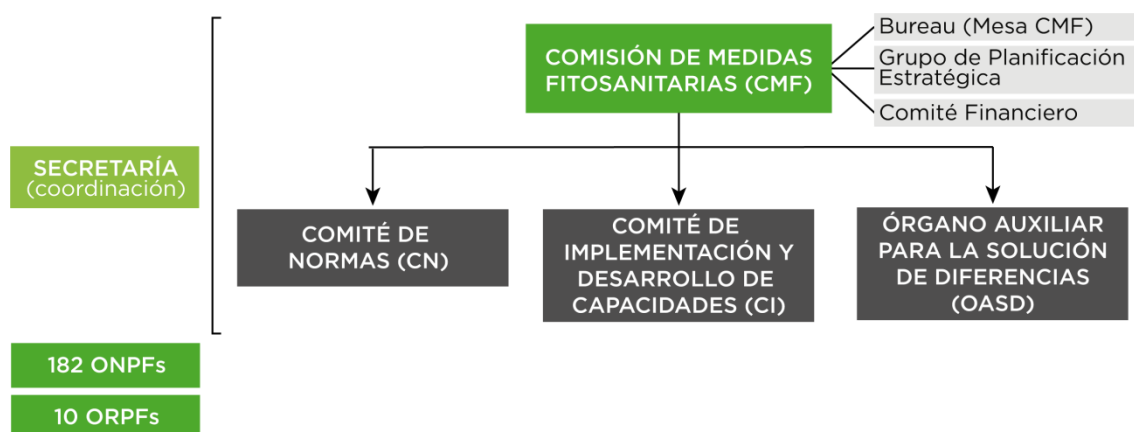 COMISIÓN DE MEDIDAS
FITOSANITARIAS (CMF)
Bureau (Mesa CMF)
Grupo de Planificación
Estratégica
Comité Financiero
SECRETARÍA
(coordinación)
COMITÉ DE
NORMAS (CN)
COMITÉ DE
IMPLEMENTACIÓN Y
DESARROLLO DE
CAPACIDADES (CI)
ÓRGANO AUXILIAR
PARA LA SOLUCIÓN
DE DIFERENCIAS
(OASD)
182 ONPFs
10 ORPFs